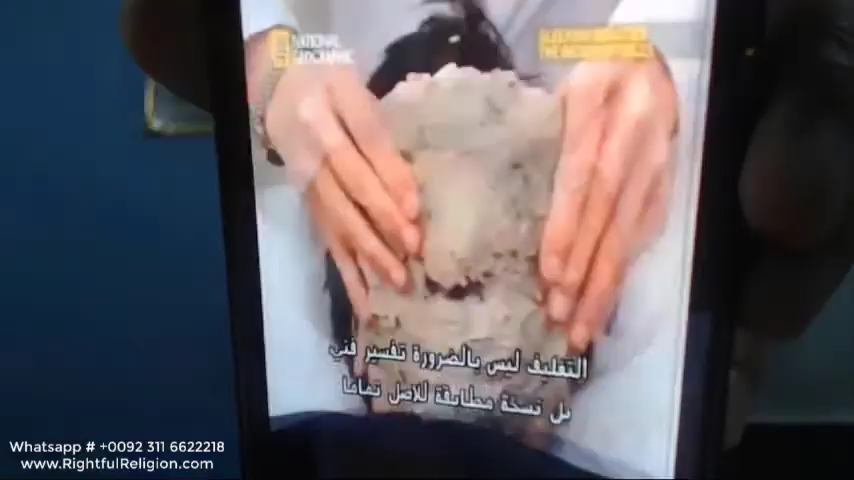 NATIONAL
GEOGRAPHIC
التغليف ليس بالضرورة تفسير فني
بل نسخة مطابقة للأصل تماما
Whatsapp # +0092 311 6622218
www.RightfulReligion.com